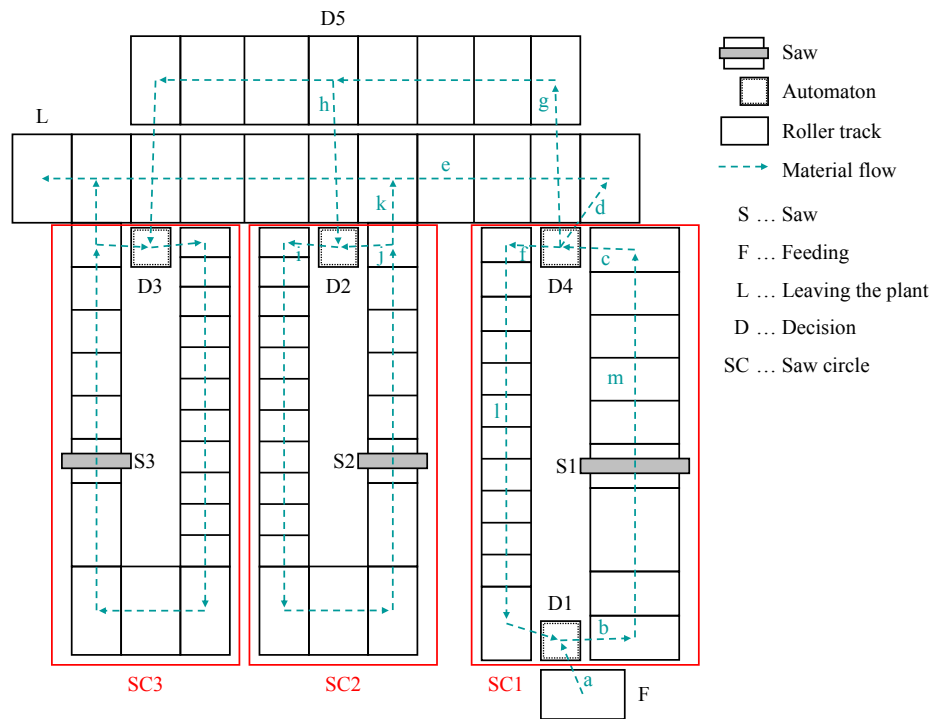 D5
Saw
Automaton
L
Roller track
h
g
e
Material flow
k
d
S … Saw
f
c
i
j
F … Feeding
D3
D2
D4
L … Leaving the plant
D … Decision
SC … Saw circle
m
l
S3
S2
S1
D1
b
SC3
SC2
SC1
a
F